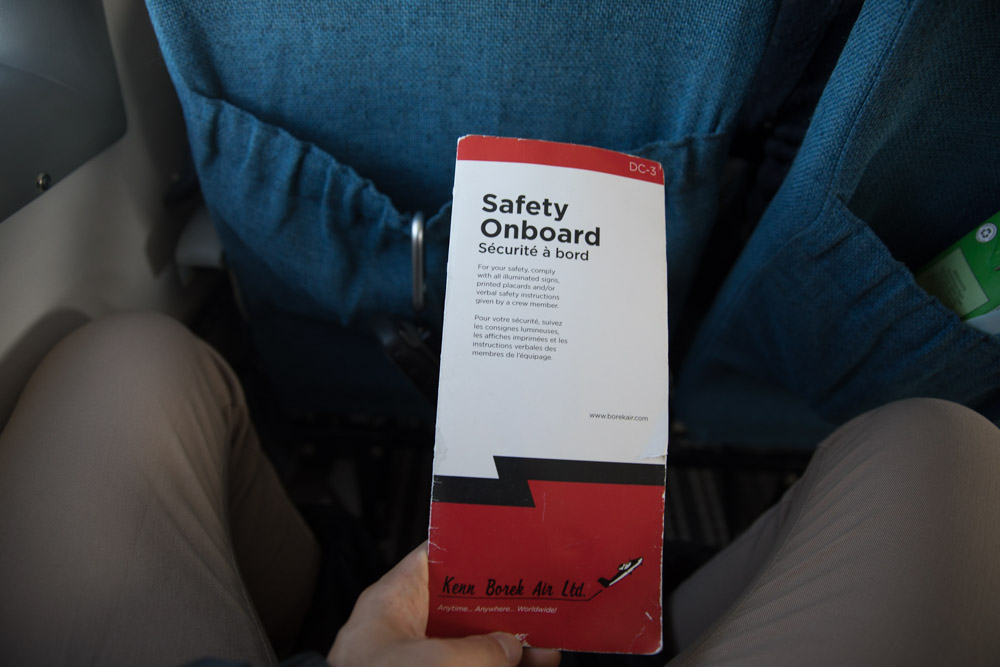 DC-3
Safety
Onboard
Sécurité à bord
For your safety, comply
with all illuminated signs,
printed placards and/or
verbal safety instructions
given by a crew member.
Pour votre sécurité, suivez
les consignes lumineuses,
les affiches imprimées et les
instructions verbales des
membres de l'équipage.
www.borekair.com
Kenn Borek Air Ltd.
Anytime... Anywhere... Worldwide!